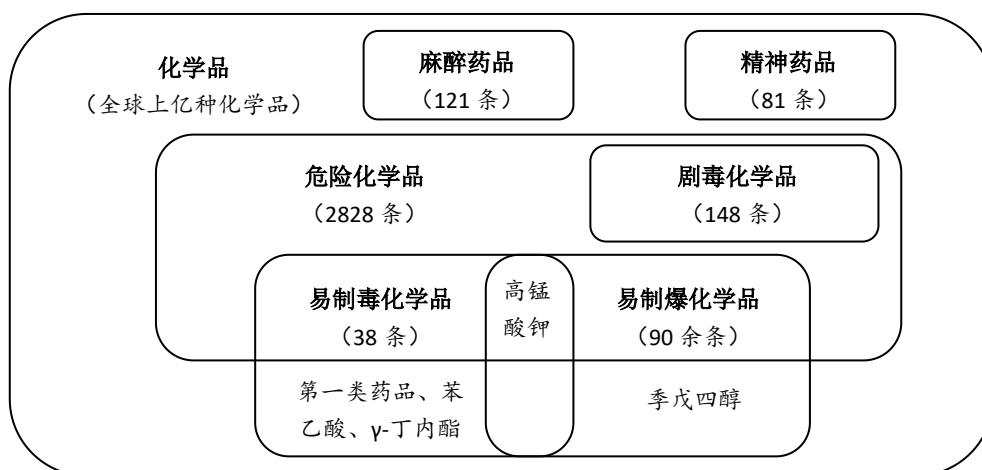 化学品
（全球上亿种化学品）
麻醉药品
（121 条）
精神药品
（81 条）
危险化学品
（2828 条）
剧毒化学品
（148 条）
易制毒化学品
（38 条）
高锰
酸钾
易制爆化学品
（90 余条）
第一类药品、苯
乙酸、γ-丁内酯
季戊四醇